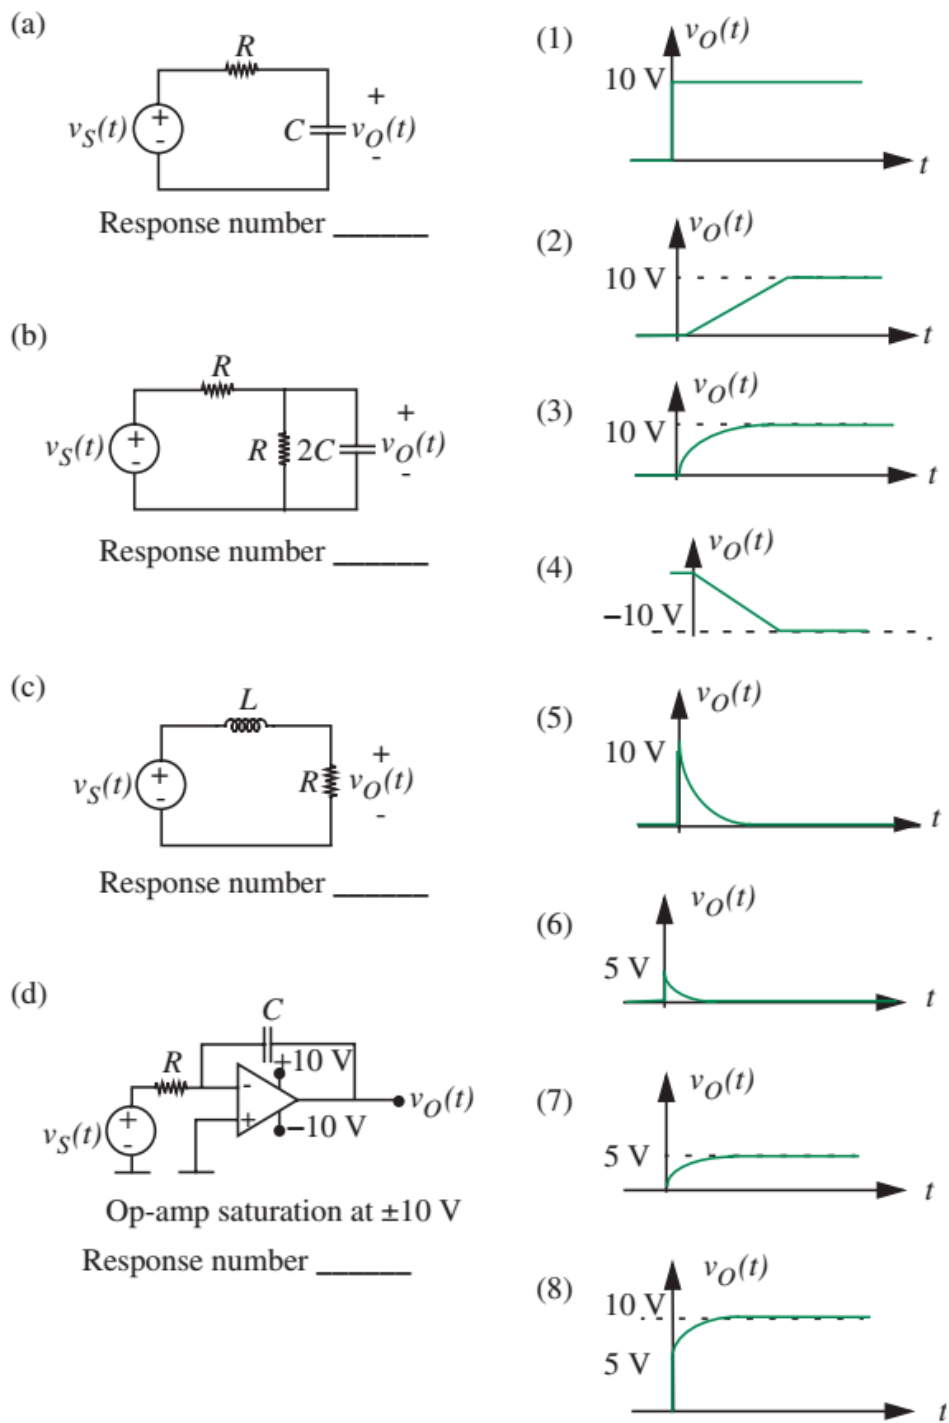 (a)
R
v_S(t)
+
-
C
+
v_O(t)
-
Response number ______
(b)
R
v_S(t)
+
-
R
2C
+
v_O(t)
-
Response number ______
(c)
L
v_S(t)
+
-
R
+
v_O(t)
-
Response number ______
(d)
C
+10 V
R
-
+
−10 V
v_O(t)
v_S(t)
+
-
Op-amp saturation at ±10 V
Response number ______
(1)
v_O(t)
10 V
t
(2)
v_O(t)
10 V
t
(3)
v_O(t)
10 V
t
(4)
v_O(t)
−10 V
(5)
v_O(t)
10 V
t
(6)
v_O(t)
5 V
t
(7)
v_O(t)
5 V
t
(8)
v_O(t)
10 V
5 V
t